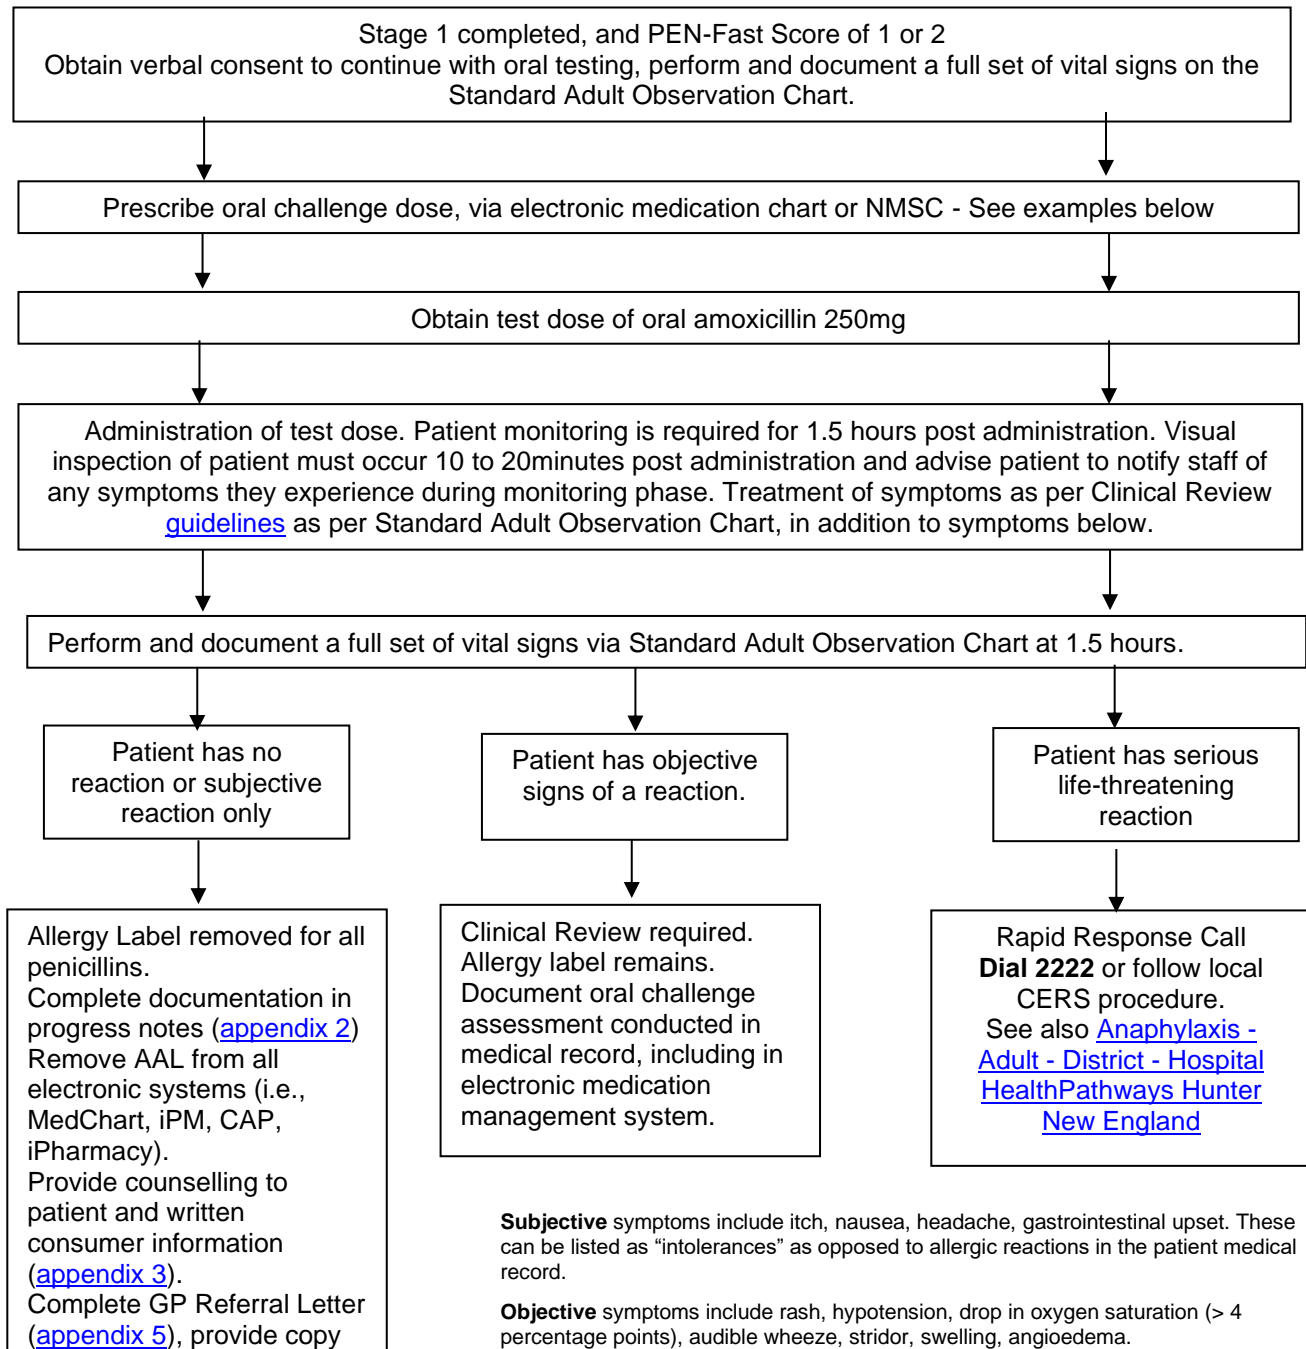 Stage 1 completed, and PEN-Fast Score of 1 or 2
Obtain verbal consent to continue with oral testing, perform and document a full set of vital signs on the
Standard Adult Observation Chart.
Prescribe oral challenge dose, via electronic medication chart or NMSC - See examples below
Obtain test dose of oral amoxicillin 250mg
Administration of test dose. Patient monitoring is required for 1.5 hours post administration. Visual
inspection of patient must occur 10 to 20minutes post administration and advise patient to notify staff of
any symptoms they experience during monitoring phase. Treatment of symptoms as per Clinical Review
guidelines as per Standard Adult Observation Chart, in addition to symptoms below.
Perform and document a full set of vital signs via Standard Adult Observation Chart at 1.5 hours.
Patient has no
reaction or subjective
reaction only
Patient has objective
signs of a reaction.
Patient has serious
life-threatening
reaction
Allergy Label removed for all
penicillins.
Complete documentation in
progress notes (appendix 2)
Remove AAL from all
electronic systems (i.e.,
MedChart, iPM, CAP,
iPharmacy).
Provide counselling to
patient and written
consumer information
(appendix 3).
Complete GP Referral Letter
(appendix 5), provide copy
Clinical Review required.
Allergy label remains.
Document oral challenge
assessment conducted in
medical record, including in
electronic medication
management system.
Rapid Response Call
Dial 2222 or follow local
CERS procedure.
See also Anaphylaxis -
Adult - District - Hospital
HealthPathways Hunter
New England
Subjective symptoms include itch, nausea, headache, gastrointestinal upset. These
can be listed as “intolerances” as opposed to allergic reactions in the patient medical
record.
Objective symptoms include rash, hypotension, drop in oxygen saturation (> 4
percentage points), audible wheeze, stridor, swelling, angioedema.